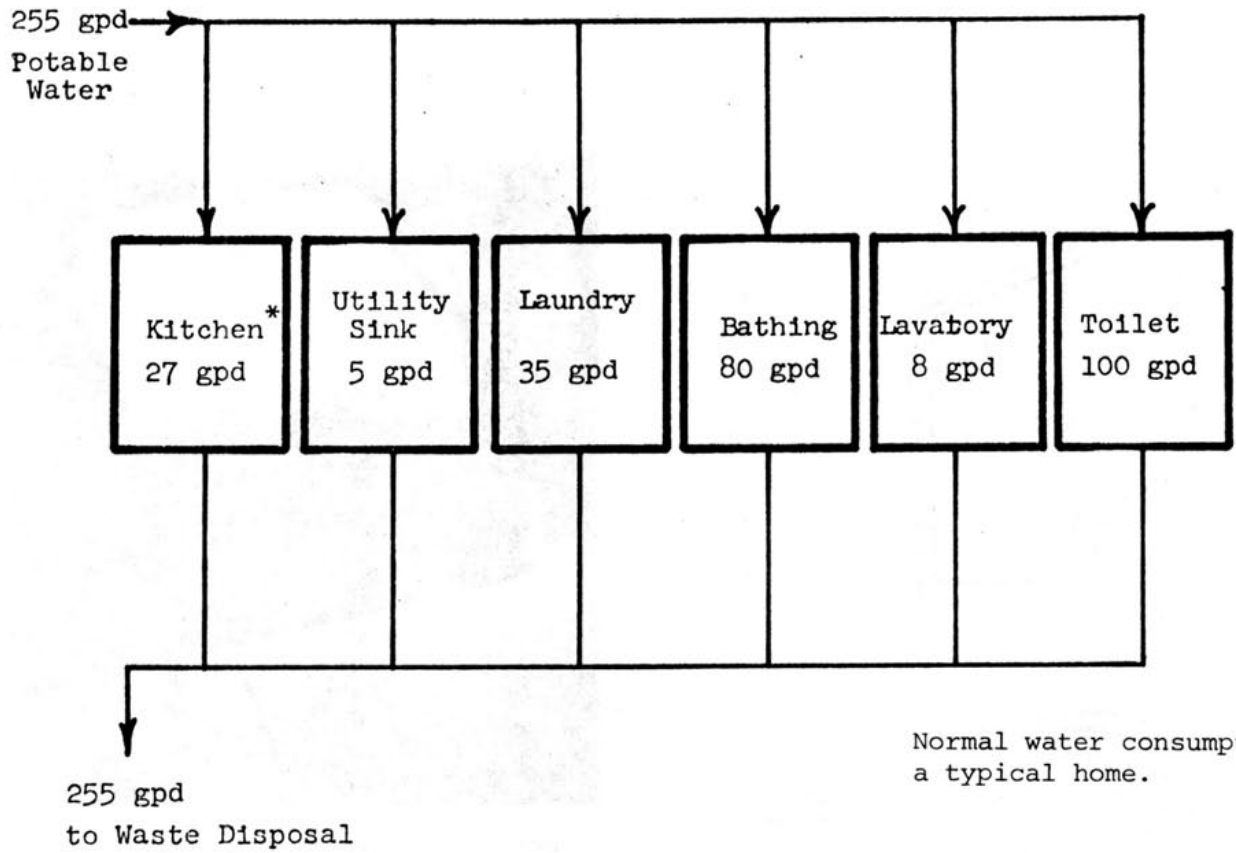 255 gpd
Potable
Water
Kitchen*
27 gpd
Utility
Sink
5 gpd
Laundry
35 gpd
Bathing
80 gpd
Lavatory
8 gpd
Toilet
100 gpd
255 gpd
to Waste Disposal
Normal water consump
a typical home.